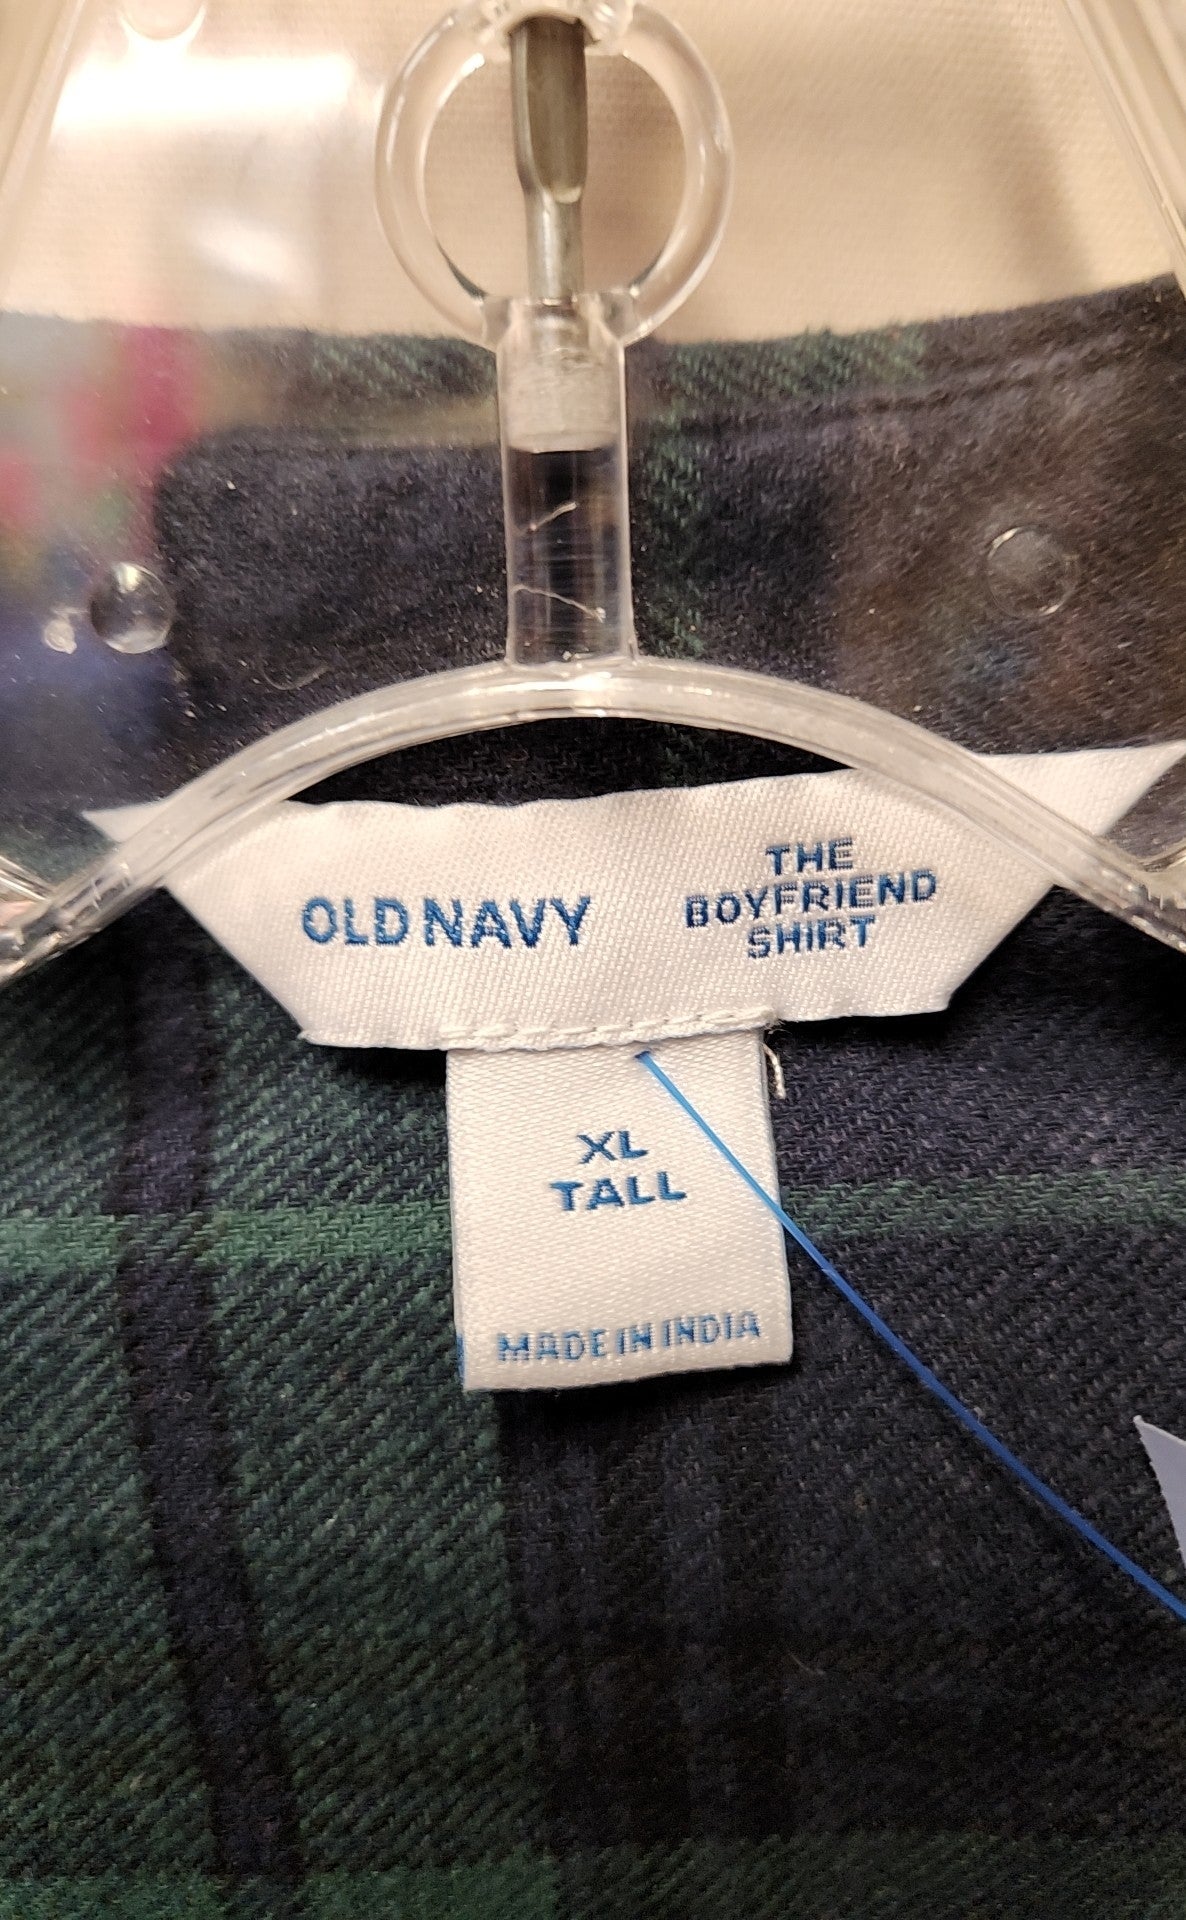 OLD NAVY
THE
BOYFRIEND
SHIRT
XL
TALL
MADE IN INDIA